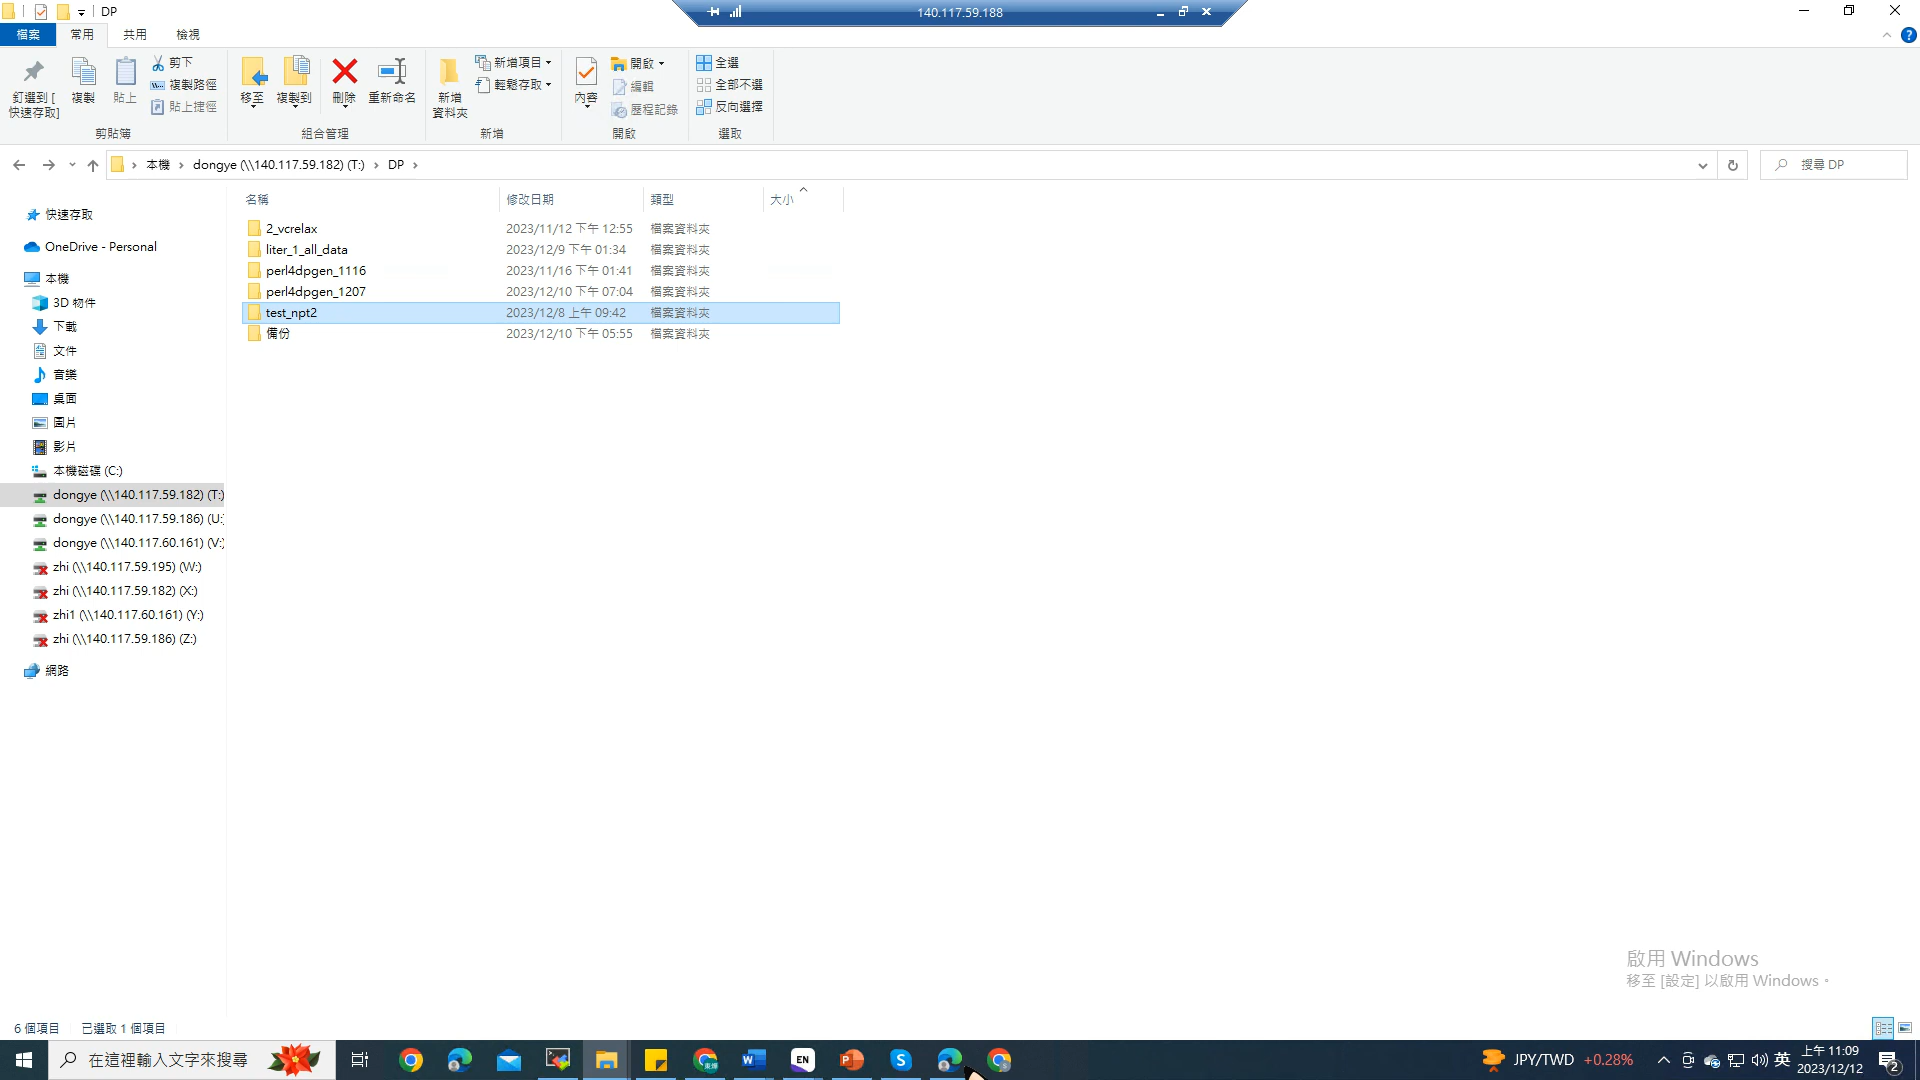 DP
140.117.59.188
檔案
常用
共用
檢視
釘選到 [
快速存取]
複製
貼上
剪下
複製路徑
貼上捷徑
剪貼簿
移至
複製到
刪除
重新命名
組合管理
新增
資料夾
新增項目
輕鬆存取
新增
內容
開啟
編輯
歷程記錄
開啟
全選
全部不選
反向選擇
選取
本機 › dongye (\\140.117.59.182) (T:) › DP ›
搜尋 DP
名稱 修改日期 類型 大小
2_vcrelax 2023/11/12 下午 12:55 檔案資料夾
liter_1_all_data 2023/12/9 下午 01:34 檔案資料夾
perl4dpgen_1116 2023/11/16 下午 01:41 檔案資料夾
perl4dpgen_1207 2023/12/10 下午 07:04 檔案資料夾
test_npt2 2023/12/8 上午 09:42 檔案資料夾
備份 2023/12/10 下午 05:55 檔案資料夾
快速存取
OneDrive - Personal
本機
3D 物件
下載
文件
音樂
桌面
圖片
影片
本機磁碟 (C:)
dongye (\\140.117.59.182) (T:)
dongye (\\140.117.59.186) (U:
dongye (\\140.117.60.161) (V:
zhi (\\140.117.59.195) (W:)
zhi (\\140.117.59.182) (X:)
zhi1 (\\140.117.60.161) (Y:)
zhi (\\140.117.59.186) (Z:)
網路
啟用 Windows
移至 [設定] 以啟用 Windows。
6 個項目 已選取 1 個項目
在這裡輸入文字來搜尋
EN
JPY/TWD +0.28%
英
上午 11:09
2023/12/12
2